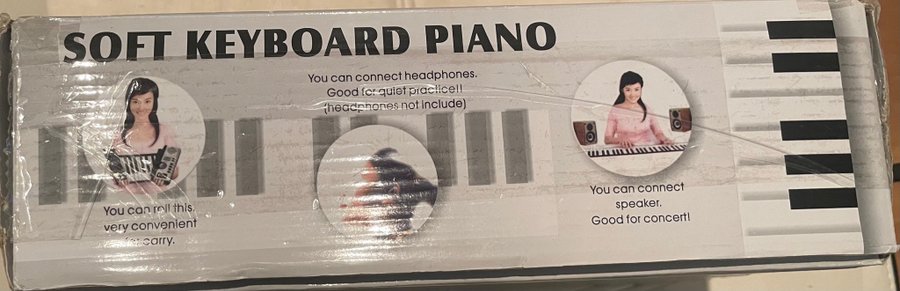 SOFT KEYBOARD PIANO
You can connect headphones.
Good for quiet practice!!
(headphones not include)
You can roll this.
very convenient
for carry.
You can connect
speaker.
Good for concert!